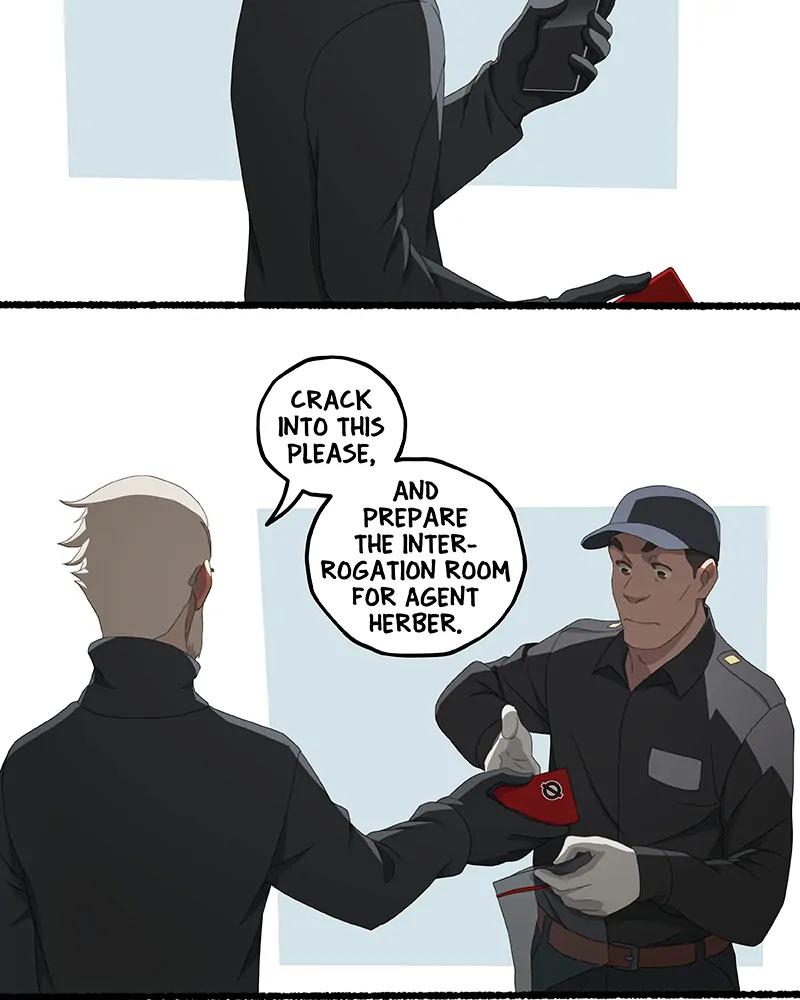 CRACK
INTO THIS
PLEASE,
AND
PREPARE
THE INTER-
ROGATION ROOM
FOR AGENT
HERBER.